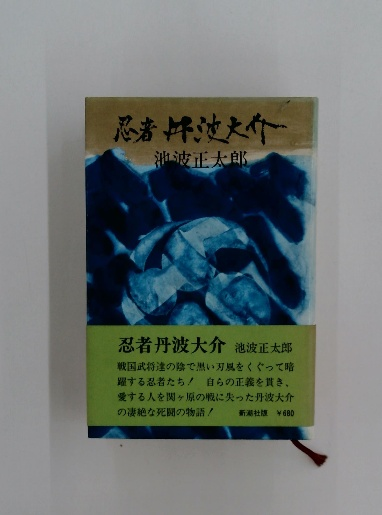 忍者 丹波大介
池波正太郎
忍者丹波大介 池波正太郎
戦国武将達の陰で黒い刃風をくぐって暗
躍する忍者たち! 自らの正義を貫き、
愛する人を関ヶ原の戦に失った丹波大介
の凄絶な死闘の物語! 新潮社版 ¥680